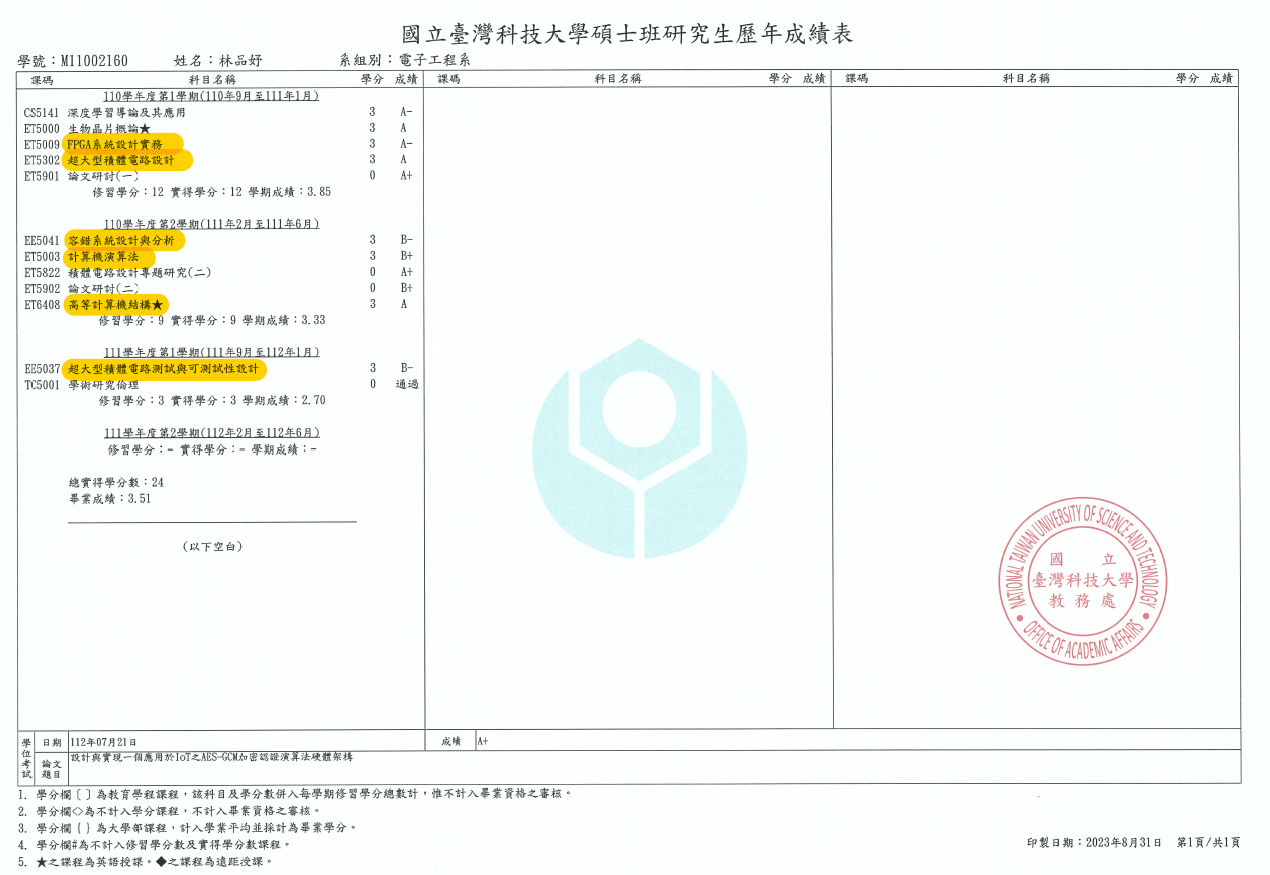 國立臺灣科技大學碩士班研究生歷年成績表
學號：M11002160 姓名：林品妤 系組別：電子工程系
課碼 科目名稱 學分 成績 課碼 科目名稱 學分 成績 課碼 科目名稱 學分 成績
110學年度第1學期(110年9月至111年1月)
CS5141 深度學習導論及其應用 3 A-
ET5000 生物晶片概論★ 3 A
ET5009 FPGA系統設計實務 3 A-
ET5302 超大型積體電路設計 3 A
ET5901 論文研討(一) 0 A+
修習學分：12 實得學分：12 學期成績：3.85
110學年度第2學期(111年2月至111年6月)
EE5041 容錯系統設計與分析 3 B-
ET5003 計算機演算法 3 B+
ET5822 積體電路設計專題研究(二) 0 A+
ET5902 論文研討(二) 0 B+
ET6408 高等計算機結構★ 3 A
修習學分：9 實得學分：9 學期成績：3.33
111學年度第1學期(111年9月至112年1月)
EE5037 超大型積體電路測試與可測試性設計 3 B-
TC5001 學術研究倫理 0 通過
修習學分：3 實得學分：3 學期成績：2.70
111學年度第2學期(112年2月至112年6月)
修習學分：= 實得學分：= 學期成績：-
總實得學分數：24
畢業成績：3.51
(以下空白)
NATIONAL TAIWAN UNIVERSITY OF SCIENCE AND TECHNOLOGY
國立
臺灣科技大學
教務處
OFFICE OF ACADEMIC AFFAIRS
學位考試 日期 112年07月21日 成績 A+
論文題目 設計與實現一個應用於IoT之AES-GCM加密認證演算法硬體架構
1. 學分欄〔〕為教育學程課程，該科目及學分數併入每學期修習學分總數計，惟不計入畢業資格之審核。
2. 學分欄◇為不計入學分課程，不計入畢業資格之審核。
3. 學分欄｛｝為大學部課程，計入學業平均並採計為畢業學分。
4. 學分欄#為不計入修習學分數及實得學分數課程。
5. ★之課程為英語授課。◆之課程為遠距授課。
印製日期：2023年8月31日 第1頁/共1頁